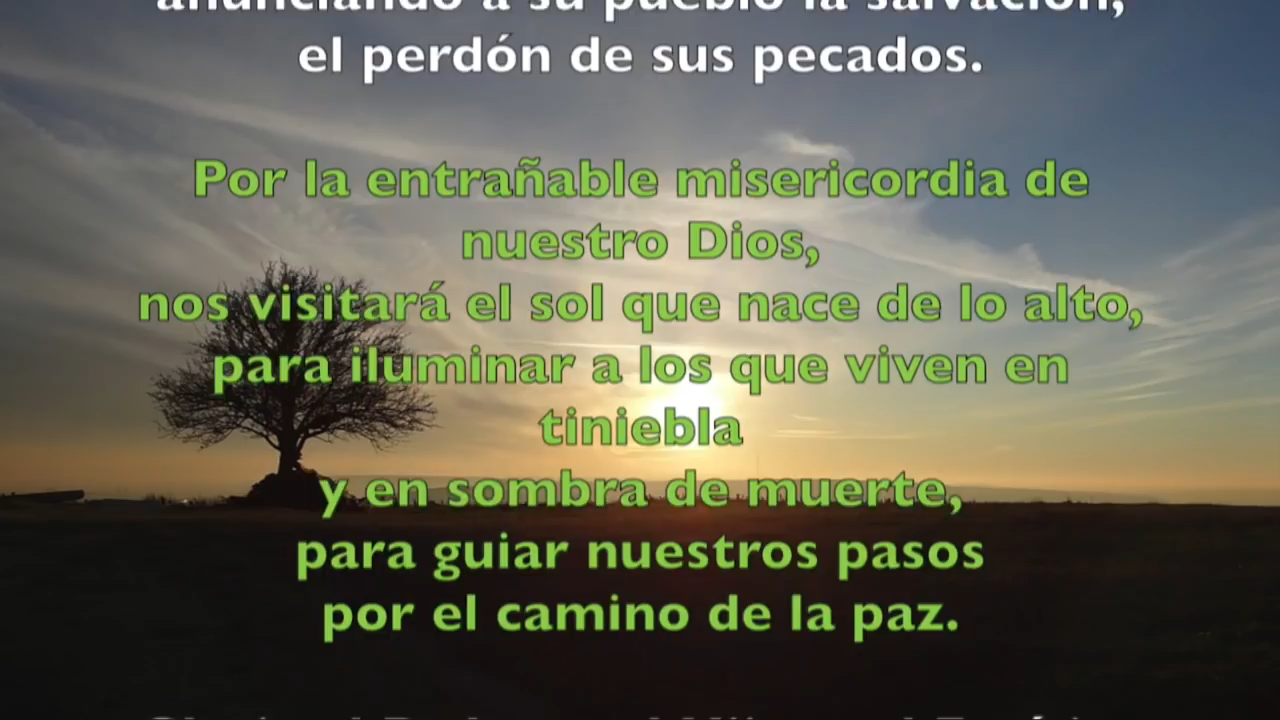 anunciando a su pueblo la salvación,
el perdón de sus pecados.
Por la entrañable misericordia de
nuestro Dios,
nos visitará el sol que nace de lo alto,
para iluminar a los que viven en
tiniebla
y en sombra de muerte,
para guiar nuestros pasos
por el camino de la paz.